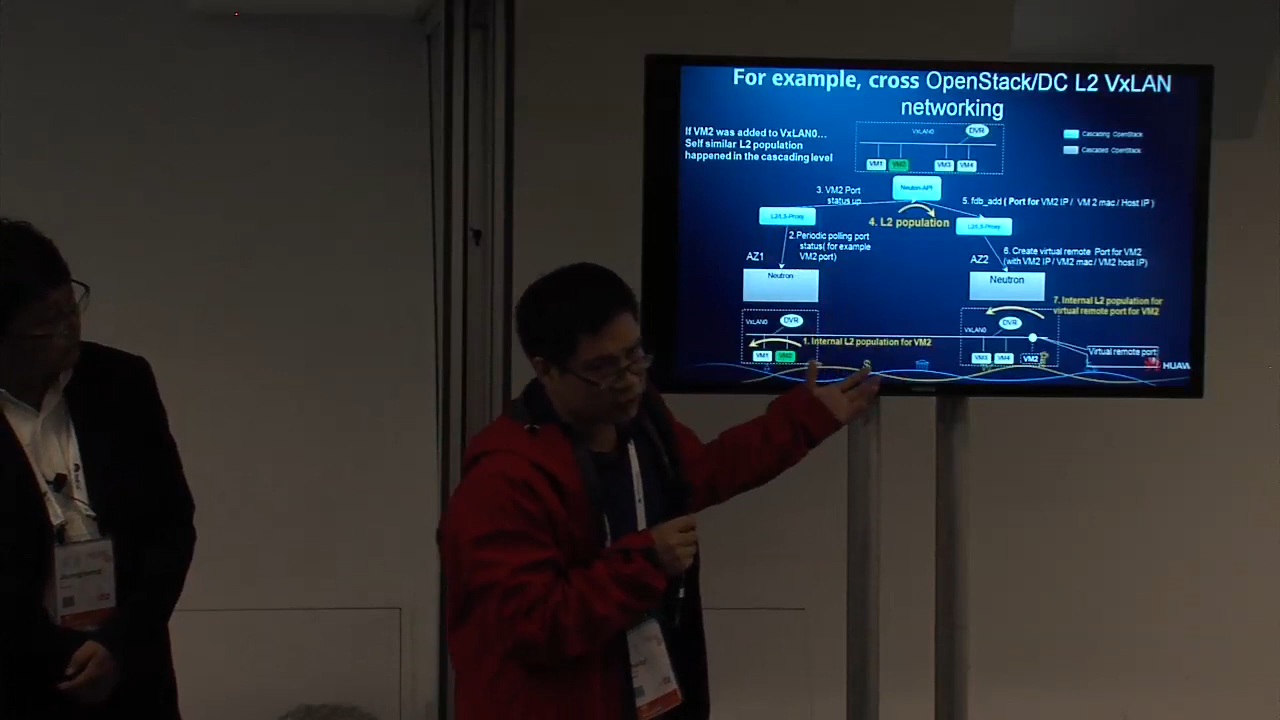 For example, cross OpenStack/DC L2 VxLAN
networking
If VM2 was added to VxLAN0...
Self similar L2 population
happened in the cascading level
VxLAN0
DVR
VM1
VM2
VM3
VM4
Cascading OpenStack
Cascaded OpenStack
Neutron-API
3. VM2 Port
status up
5. fdb_add ( Port for VM2 IP / VM 2 mac / Host IP )
L2/L3-Proxy
4. L2 population
L2/L3-Proxy
2.Periodic polling port
status( for example
VM2 port)
6. Create virtual remote Port for VM2
(with VM2 IP / VM2 mac / VM2 host IP)
AZ1
AZ2
Neutron
Neutron
7. Internal L2 population for
virtual remote port for VM2
VxLAN0
DVR
VxLAN0
DVR
1. Internal L2 population for VM2
VM1
VM2
VM3
VM4
VM2
Virtual remote port
HUAW